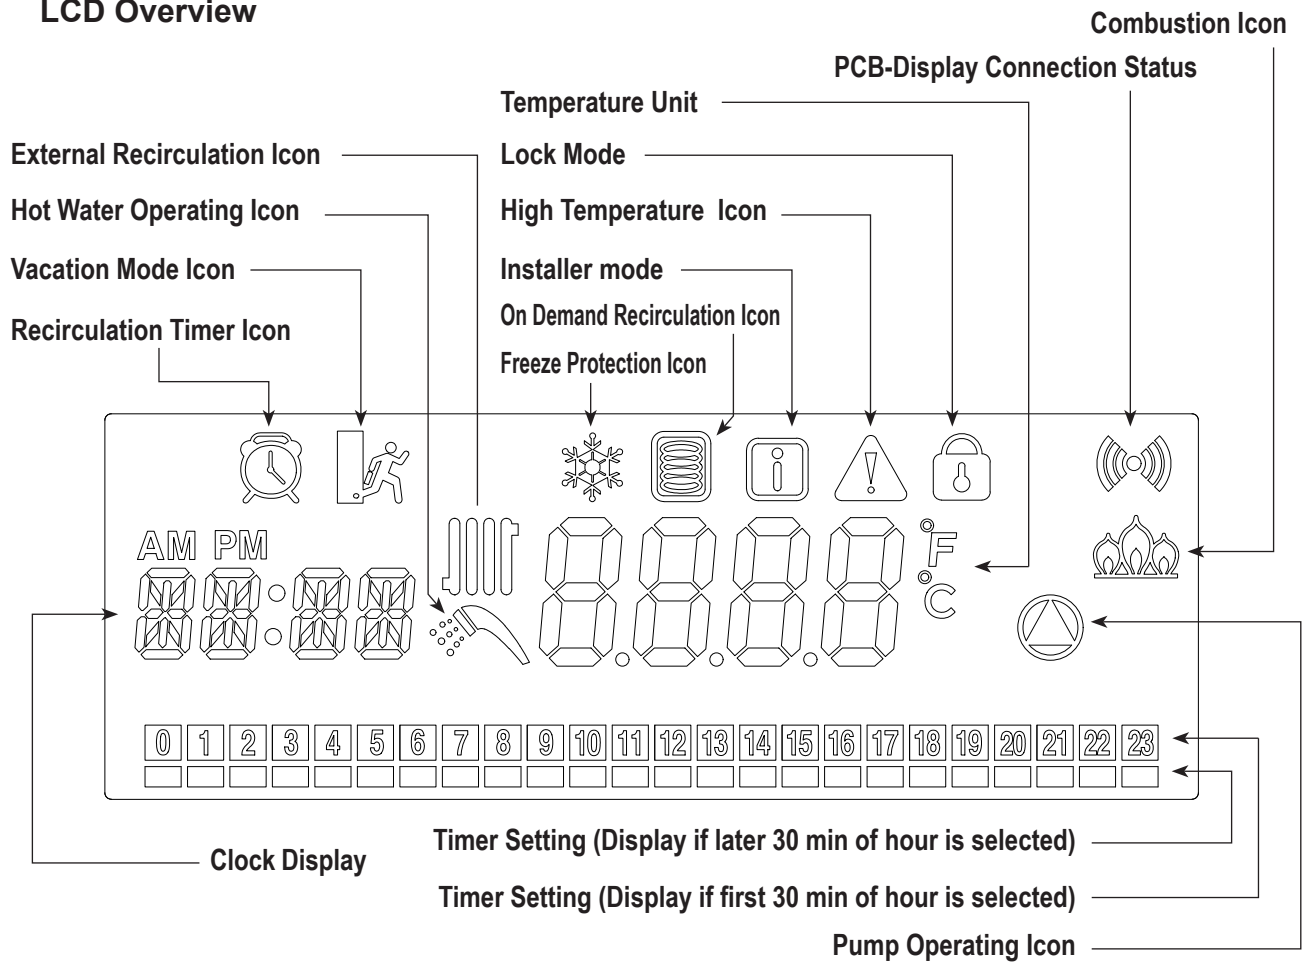 LCD Overview
Combustion Icon
PCB-Display Connection Status
Temperature Unit
External Recirculation Icon
Lock Mode
Hot Water Operating Icon
High Temperature Icon
Vacation Mode Icon
Installer mode
On Demand Recirculation Icon
Recirculation Timer Icon
Freeze Protection Icon
i
!
AM PM
°F
°C
8.8.8.8
0 1 2 3 4 5 6 7 8 9 10 11 12 13 14 15 16 17 18 19 20 21 22 23
Timer Setting (Display if later 30 min of hour is selected)
Clock Display
Timer Setting (Display if first 30 min of hour is selected)
Pump Operating Icon